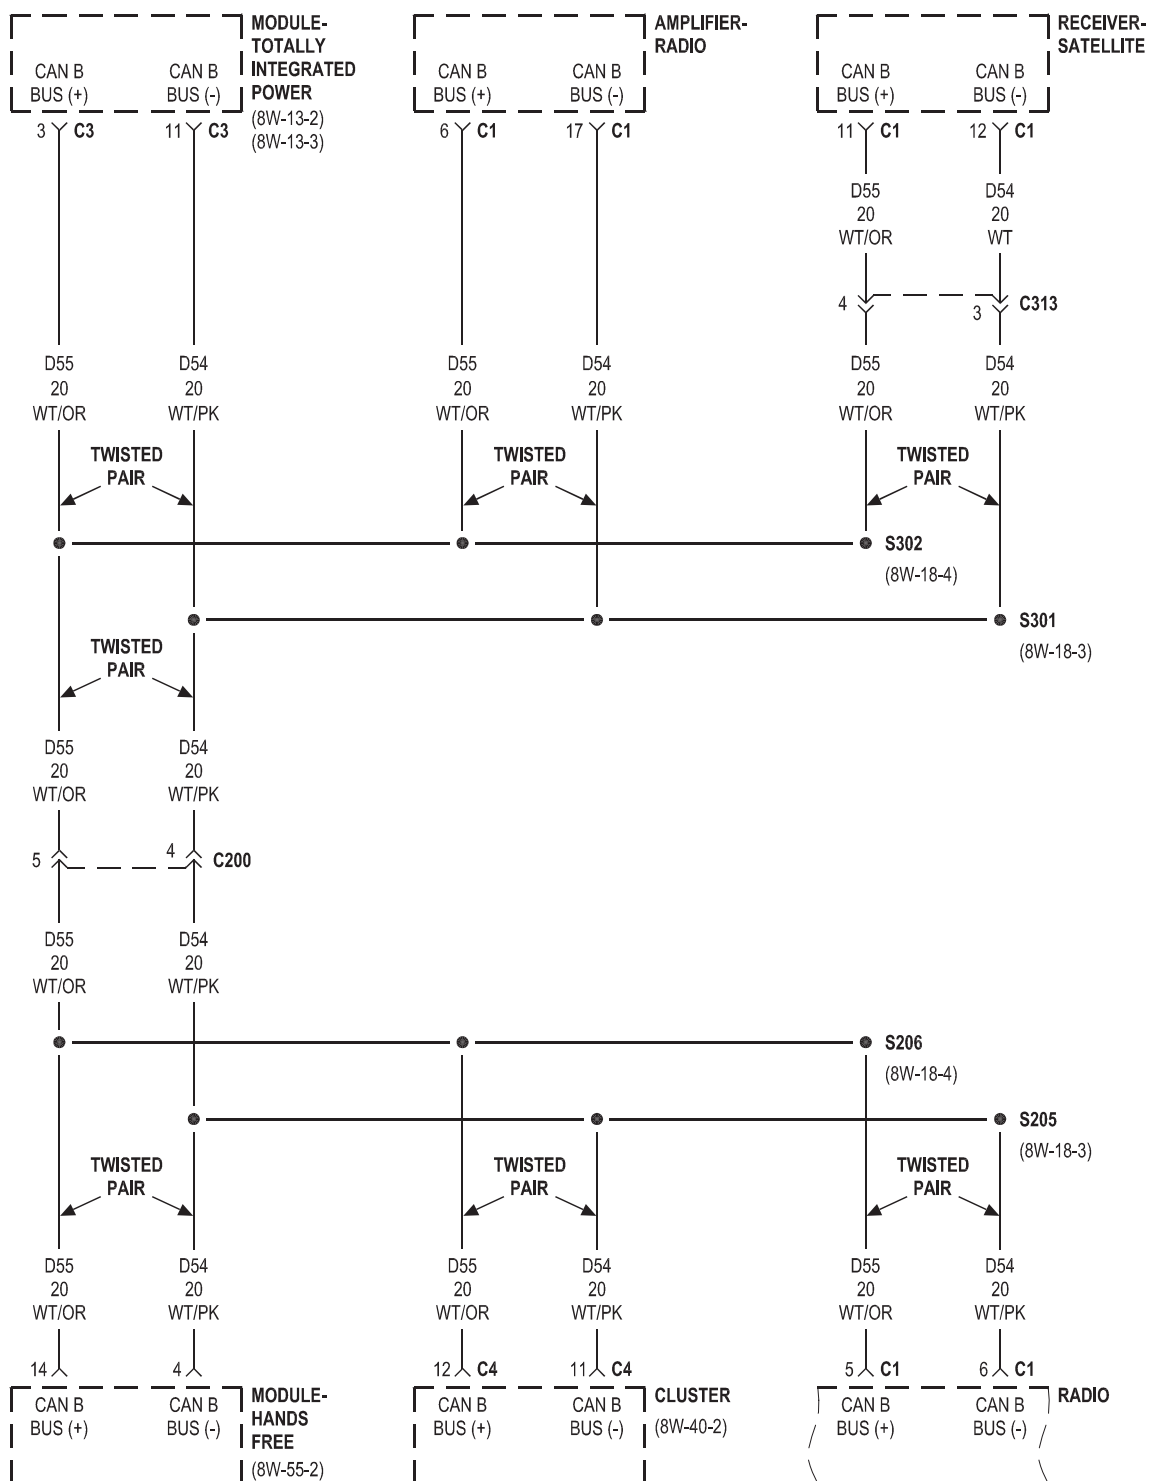 MODULE-
TOTALLY
INTEGRATED
POWER
(8W-13-2)
(8W-13-3)
AMPLIFIER-
RADIO
RECEIVER-
SATELLITE
CAN B
BUS (+)
CAN B
BUS (-)
CAN B
BUS (+)
CAN B
BUS (-)
CAN B
BUS (+)
CAN B
BUS (-)
3 C3
11 C3
6 C1
17 C1
11 C1
12 C1
D55
20
WT/OR
D54
20
WT
4
3
C313
D55
20
WT/OR
D54
20
WT/PK
D55
20
WT/OR
D54
20
WT/PK
D55
20
WT/OR
D54
20
WT/PK
TWISTED
PAIR
TWISTED
PAIR
TWISTED
PAIR
S302
(8W-18-4)
S301
(8W-18-3)
TWISTED
PAIR
D55
20
WT/OR
D54
20
WT/PK
5
4
C200
D55
20
WT/OR
D54
20
WT/PK
S206
(8W-18-4)
S205
(8W-18-3)
TWISTED
PAIR
TWISTED
PAIR
TWISTED
PAIR
D55
20
WT/OR
D54
20
WT/PK
D55
20
WT/OR
D54
20
WT/PK
D55
20
WT/OR
D54
20
WT/PK
14
4
12 C4
11 C4
5 C1
6 C1
CAN B
BUS (+)
CAN B
BUS (-)
MODULE-
HANDS
FREE
(8W-55-2)
CAN B
BUS (+)
CAN B
BUS (-)
CLUSTER
(8W-40-2)
CAN B
BUS (+)
CAN B
BUS (-)
RADIO